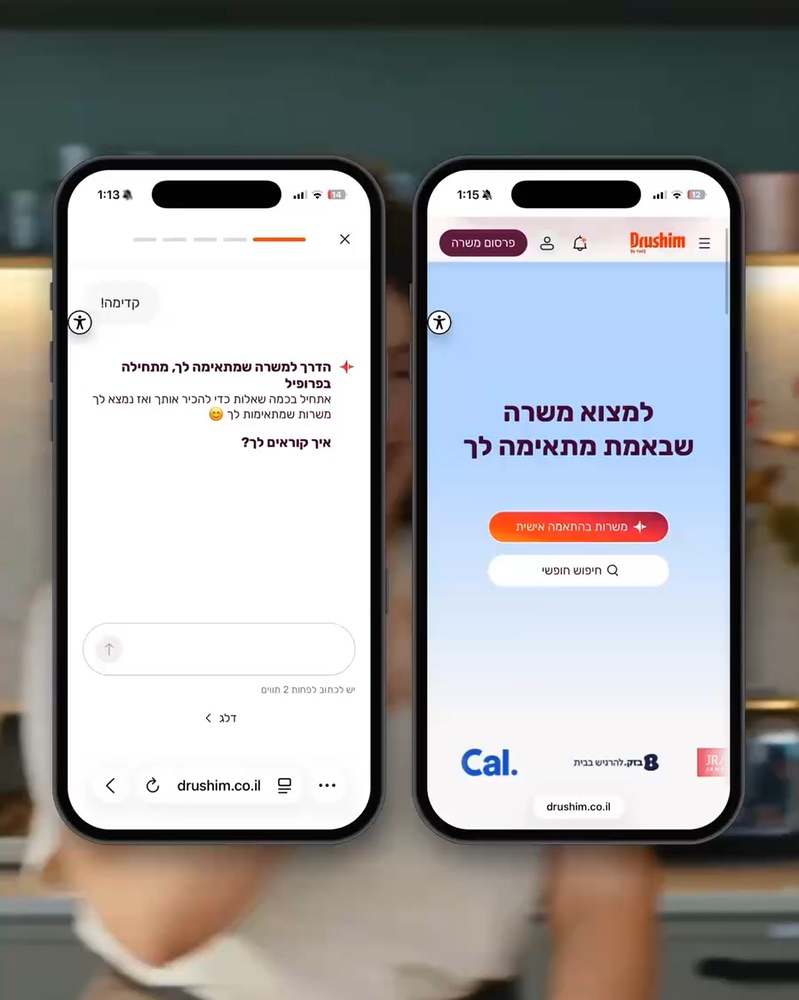 1:13
14
קדימה!
הדרך למשרה שמתאימה לך, מתחילה
בפרופיל
אתחיל בכמה שאלות כדי להכיר אותך ואז נמצא לך
משרות שמתאימות לך 😊
איך קוראים לך?
יש לכתוב לפחות 2 תווים
דלג
drushim.co.il
1:15
12
Drushim
פרסום משרה
למצוא משרה
שבאמת מתאימה לך
משרות בהתאמה אישית
חיפוש חופשי
Cal.
בזק. להרגיש בבית
drushim.co.il